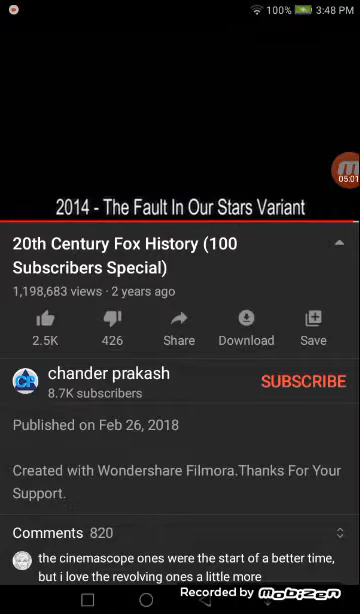 100% 3:48 PM
05:01
2014 - The Fault In Our Stars Variant
20th Century Fox History (100
Subscribers Special)
1,198,683 views · 2 years ago
2.5K 426 Share Download Save
CP
chander prakash
8.7K subscribers
SUBSCRIBE
Published on Feb 26, 2018
Created with Wondershare Filmora.Thanks For Your
Support.
Comments 820
the cinemascope ones were the start of a better time,
but i love the revolving ones a little more
Recorded by Mobizen